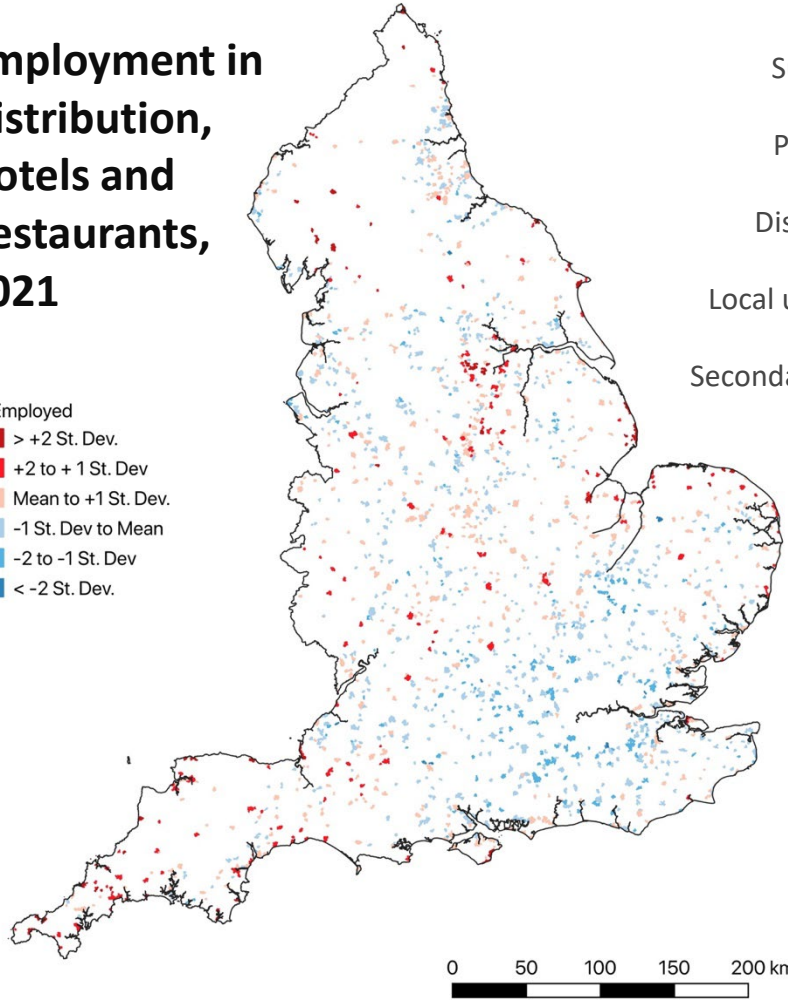 mployment in
istribution,
otels and
estaurants,
021
S
P
Dis
Local u
Seconda
Employed
> +2 St. Dev.
+2 to + 1 St. Dev
Mean to +1 St. Dev.
-1 St. Dev to Mean
-2 to -1 St. Dev
< -2 St. Dev.
0 50 100 150 200 km